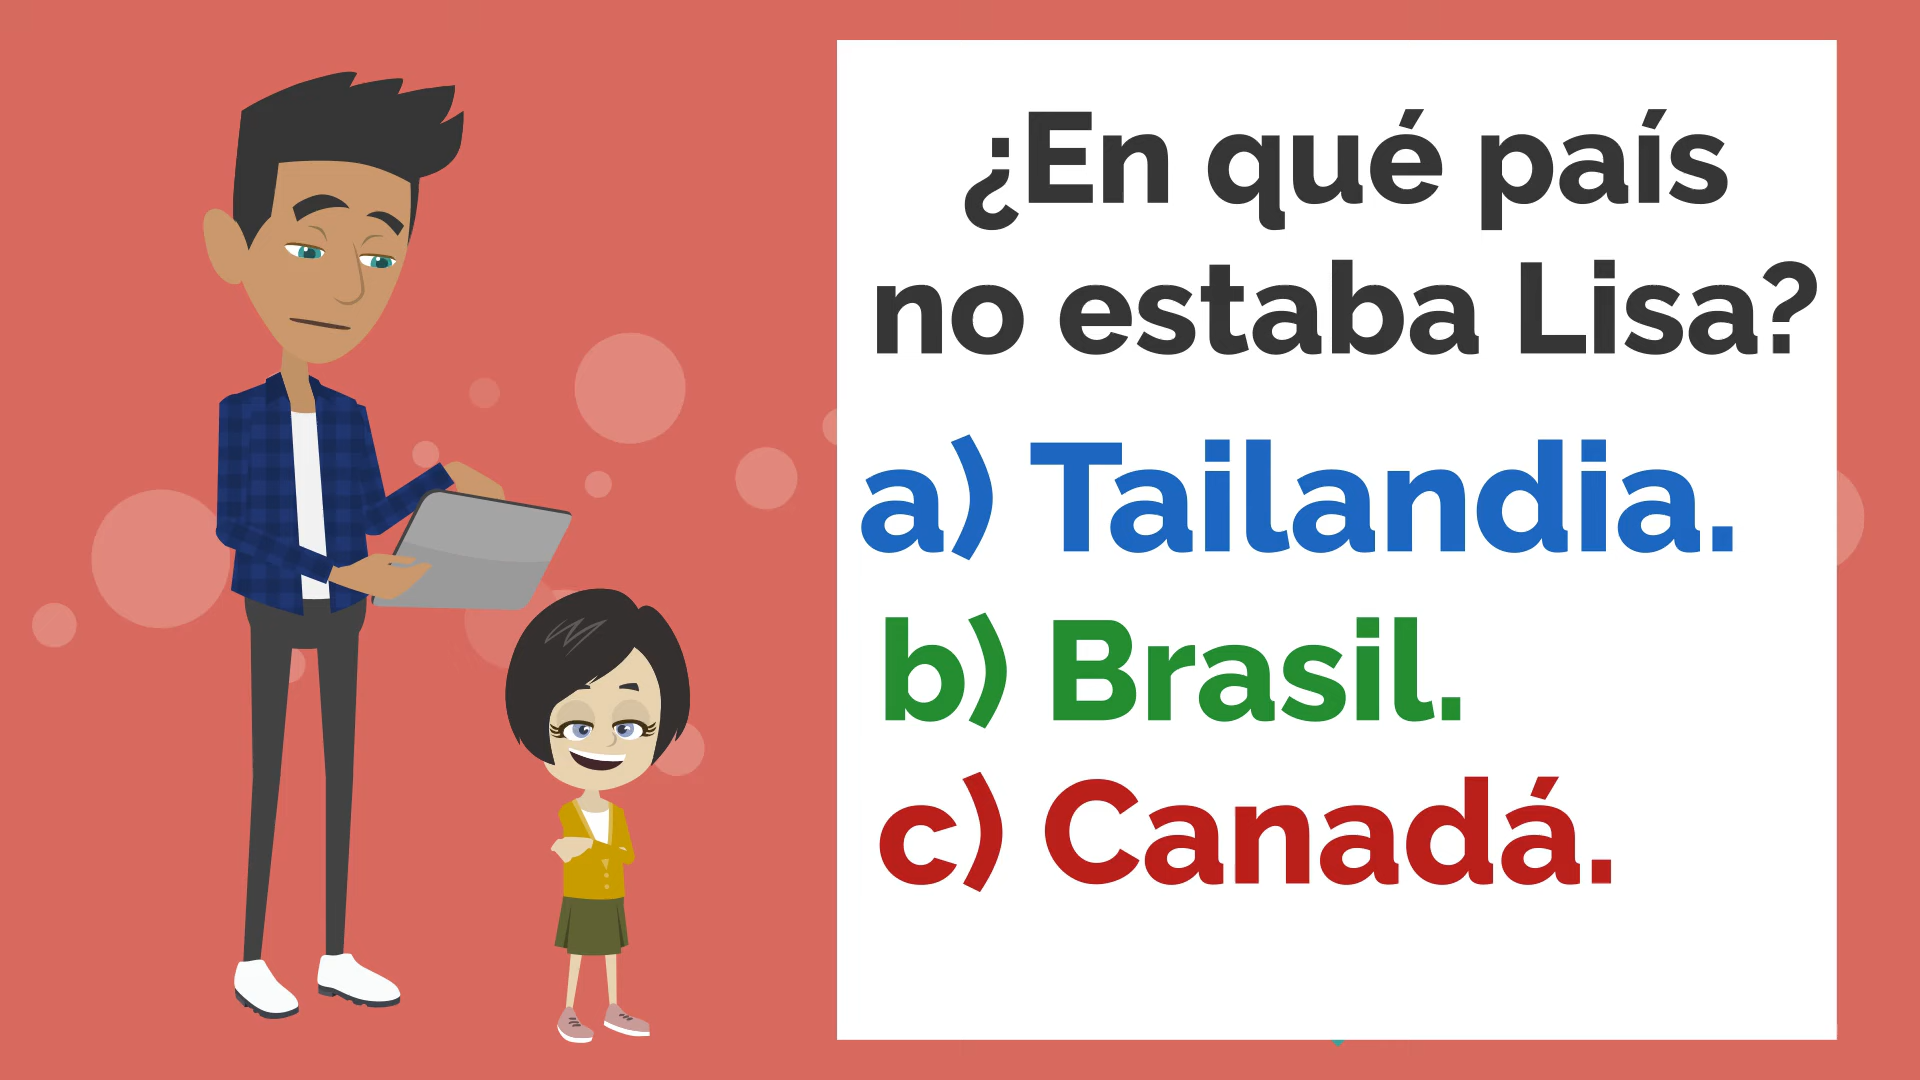 ¿En qué país
no estaba Lisa?
a) Tailandia.
b) Brasil.
c) Canadá.